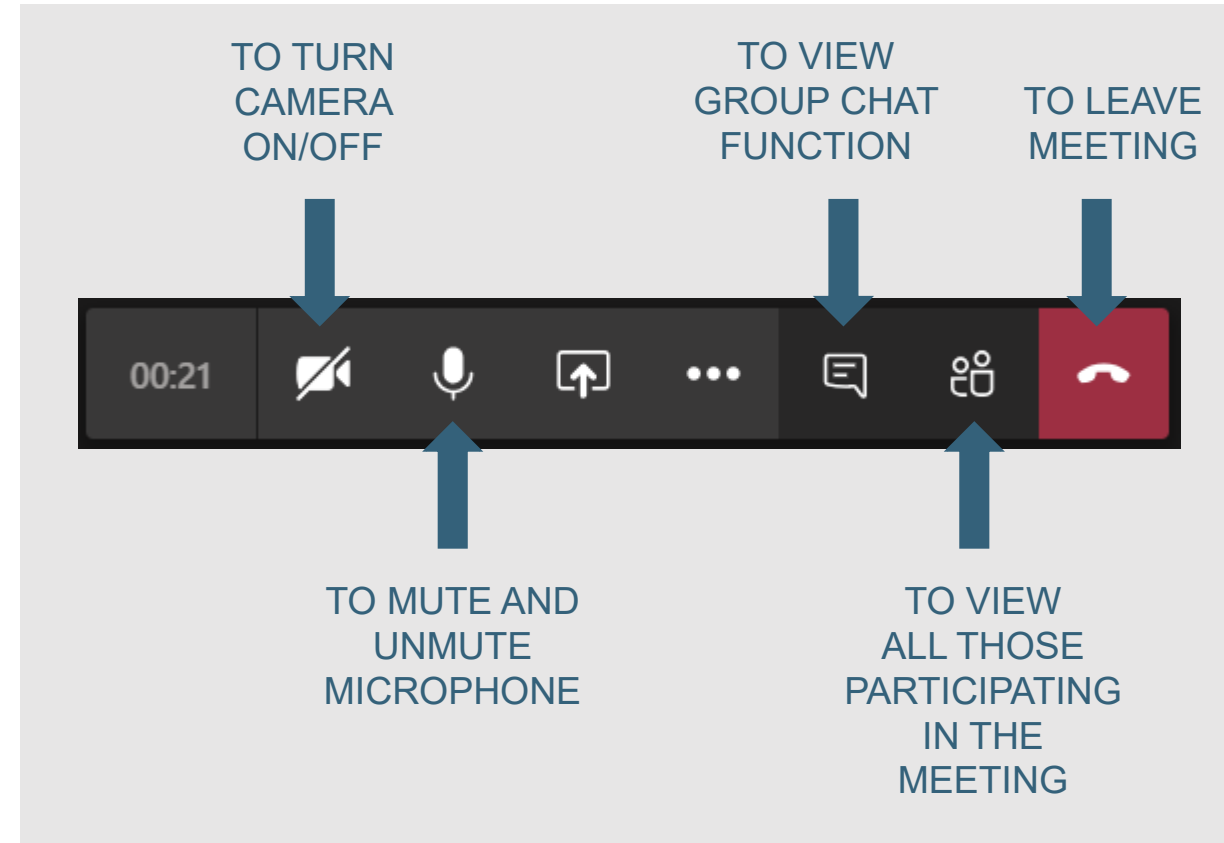 TO TURN
CAMERA
ON/OFF
TO VIEW
GROUP CHAT
FUNCTION
TO LEAVE
MEETING
00:21
TO MUTE AND
UNMUTE
MICROPHONE
TO VIEW
ALL THOSE
PARTICIPATING
IN THE
MEETING